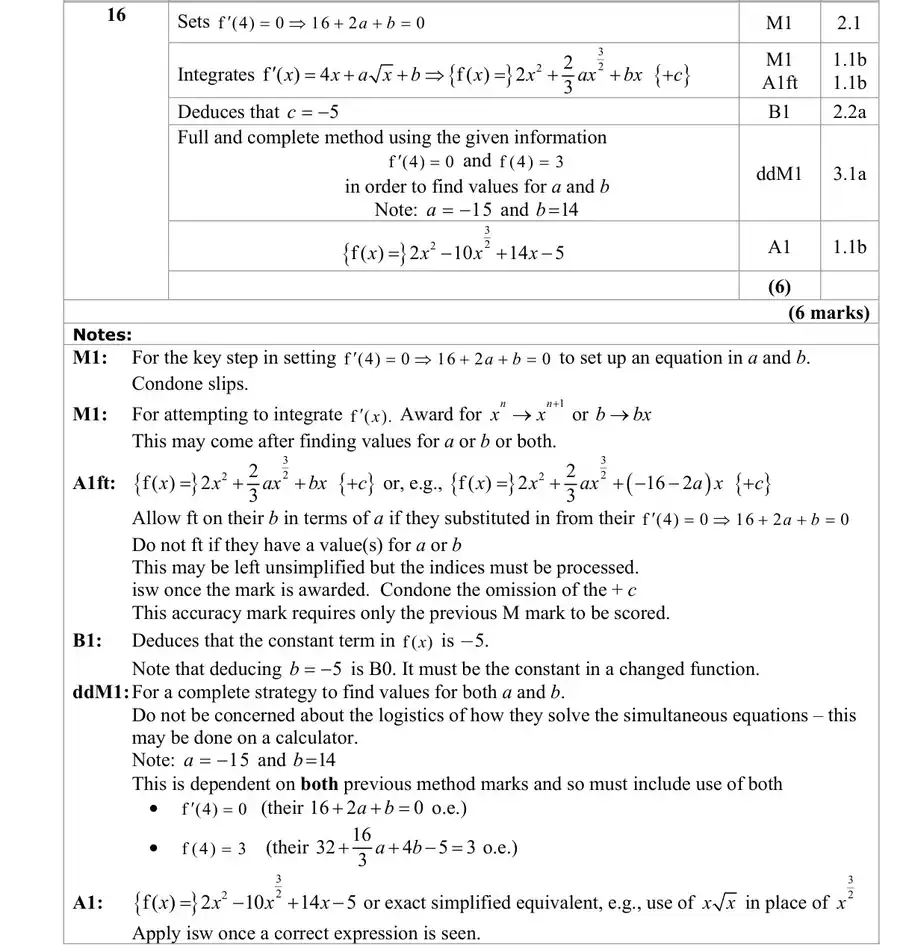 16 Sets f′(4) = 0 ⇒ 16 + 2a + b = 0 M1 2.1
Integrates f′(x) = 4x + a√x + b ⇒ {f(x) =} 2x² + 2/3 ax^(3/2) + bx {+c} M1 1.1b
A1ft 1.1b
Deduces that c = −5 B1 2.2a
Full and complete method using the given information
f′(4) = 0 and f(4) = 3
in order to find values for a and b
Note: a = −15 and b=14
ddM1 3.1a
{f(x) =} 2x² − 10x^(3/2) + 14x − 5 A1 1.1b
(6)
(6 marks)
Notes:
M1: For the key step in setting f′(4) = 0 ⇒ 16 + 2a + b = 0 to set up an equation in a and b.
Condone slips.
M1: For attempting to integrate f′(x). Award for xⁿ → xⁿ⁺¹ or b → bx
This may come after finding values for a or b or both.
A1ft: {f(x) =} 2x² + 2/3 ax^(3/2) + bx {+c} or, e.g., {f(x) =} 2x² + 2/3 ax^(3/2) + (−16 − 2a)x {+c}
Allow ft on their b in terms of a if they substituted in from their f′(4) = 0 ⇒ 16 + 2a + b = 0
Do not ft if they have a value(s) for a or b
This may be left unsimplified but the indices must be processed.
isw once the mark is awarded. Condone the omission of the + c
This accuracy mark requires only the previous M mark to be scored.
B1: Deduces that the constant term in f(x) is −5.
Note that deducing b = −5 is B0. It must be the constant in a changed function.
ddM1: For a complete strategy to find values for both a and b.
Do not be concerned about the logistics of how they solve the simultaneous equations – this
may be done on a calculator.
Note: a = −15 and b=14
This is dependent on both previous method marks and so must include use of both
• f′(4) = 0 (their 16 + 2a + b = 0 o.e.)
• f(4) = 3 (their 32 + 16/3 a + 4b − 5 = 3 o.e.)
A1: {f(x) =} 2x² − 10x^(3/2) + 14x − 5 or exact simplified equivalent, e.g., use of x√x in place of x^(3/2)
Apply isw once a correct expression is seen.